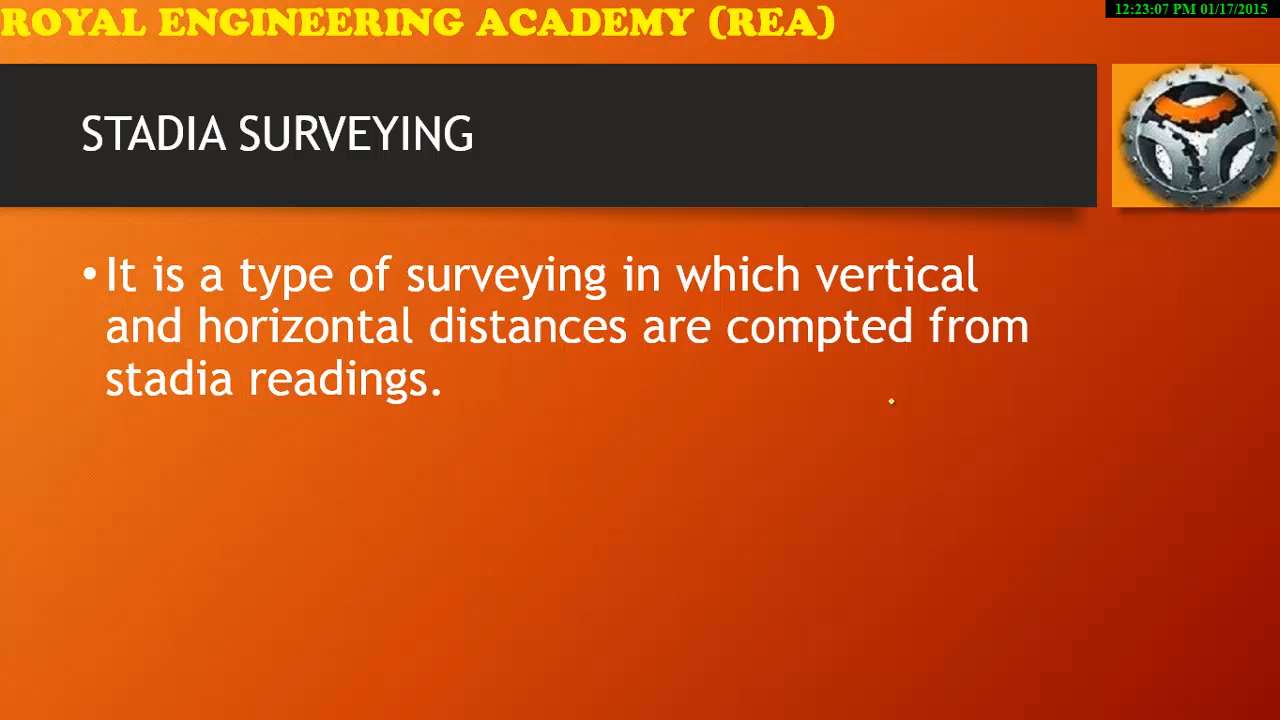 ROYAL ENGINEERING ACADEMY (REA)
12:23:07 PM 01/17/2015
STADIA SURVEYING
•It is a type of surveying in which vertical
and horizontal distances are compted from
stadia readings.